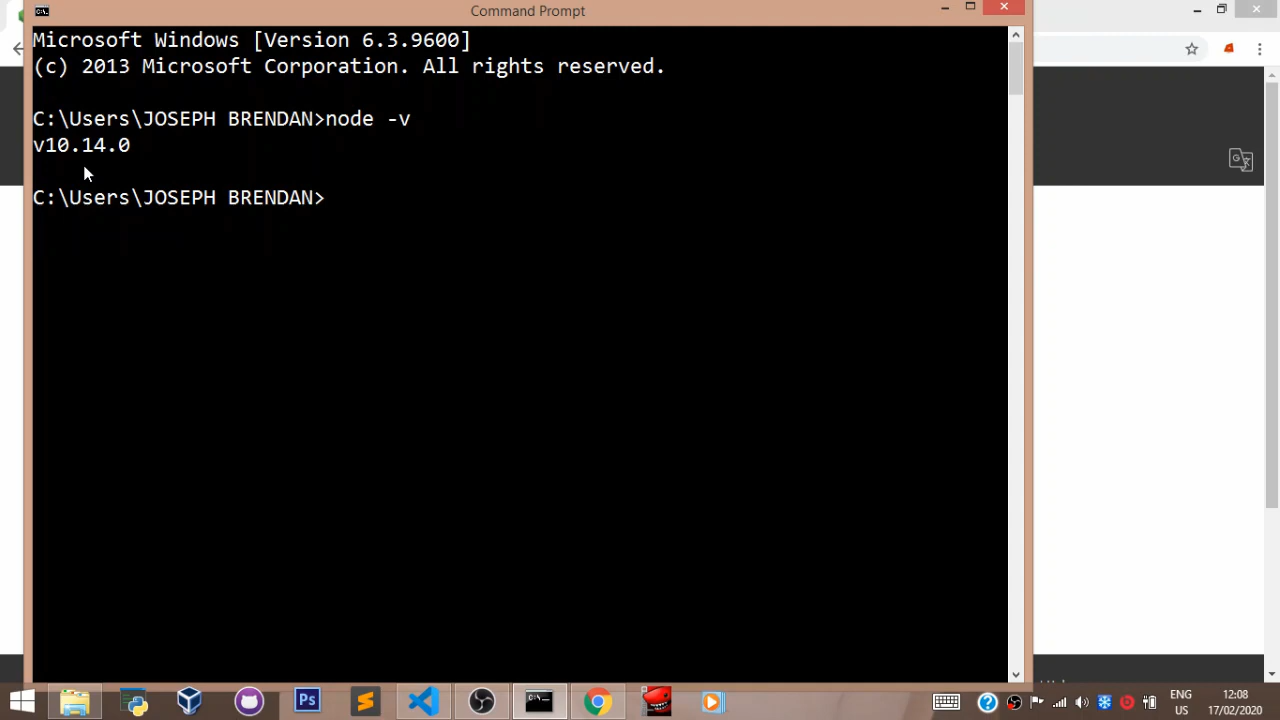 Command Prompt
Microsoft Windows [Version 6.3.9600]
(c) 2013 Microsoft Corporation. All rights reserved.
C:\Users\JOSEPH BRENDAN>node -v
v10.14.0
C:\Users\JOSEPH BRENDAN>
Ps
ENG
US
12:08
17/02/2020